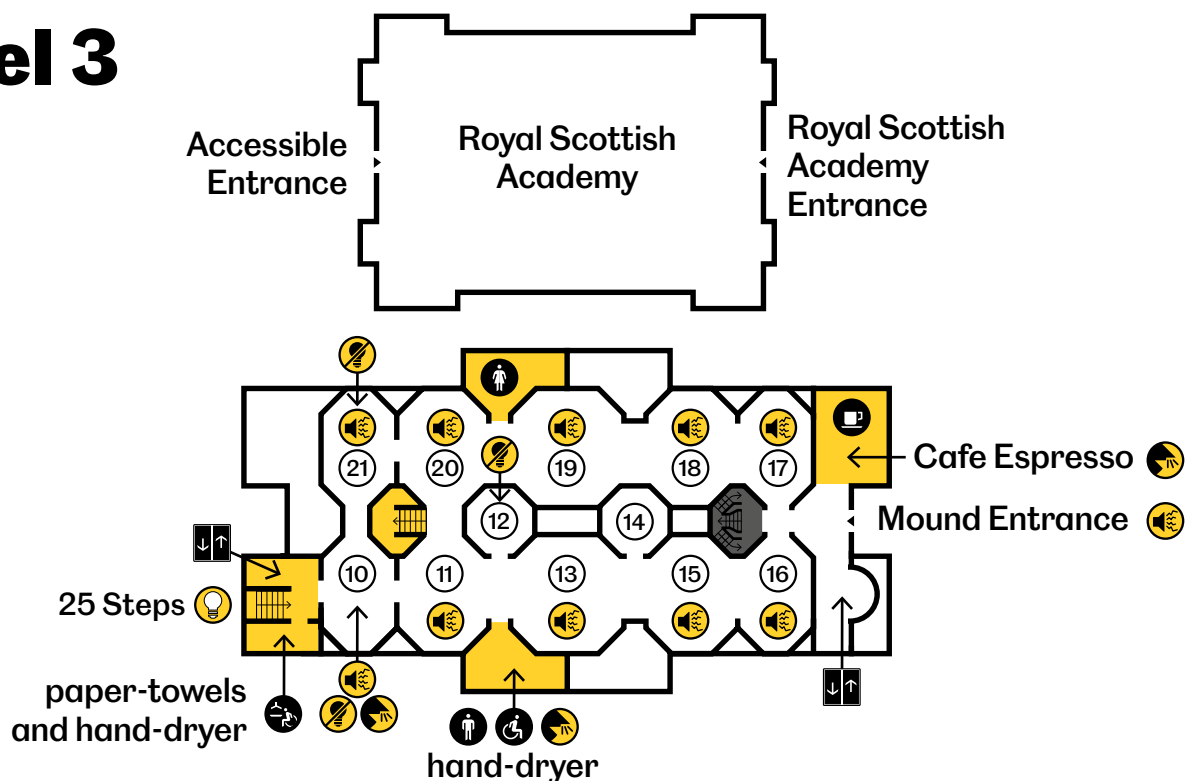 el 3
Accessible
Entrance
Royal Scottish
Academy
Royal Scottish
Academy
Entrance
21
20
19
18
17
12
14
Cafe Espresso
Mound Entrance
10
11
13
15
16
25 Steps
paper-towels
and hand-dryer
hand-dryer